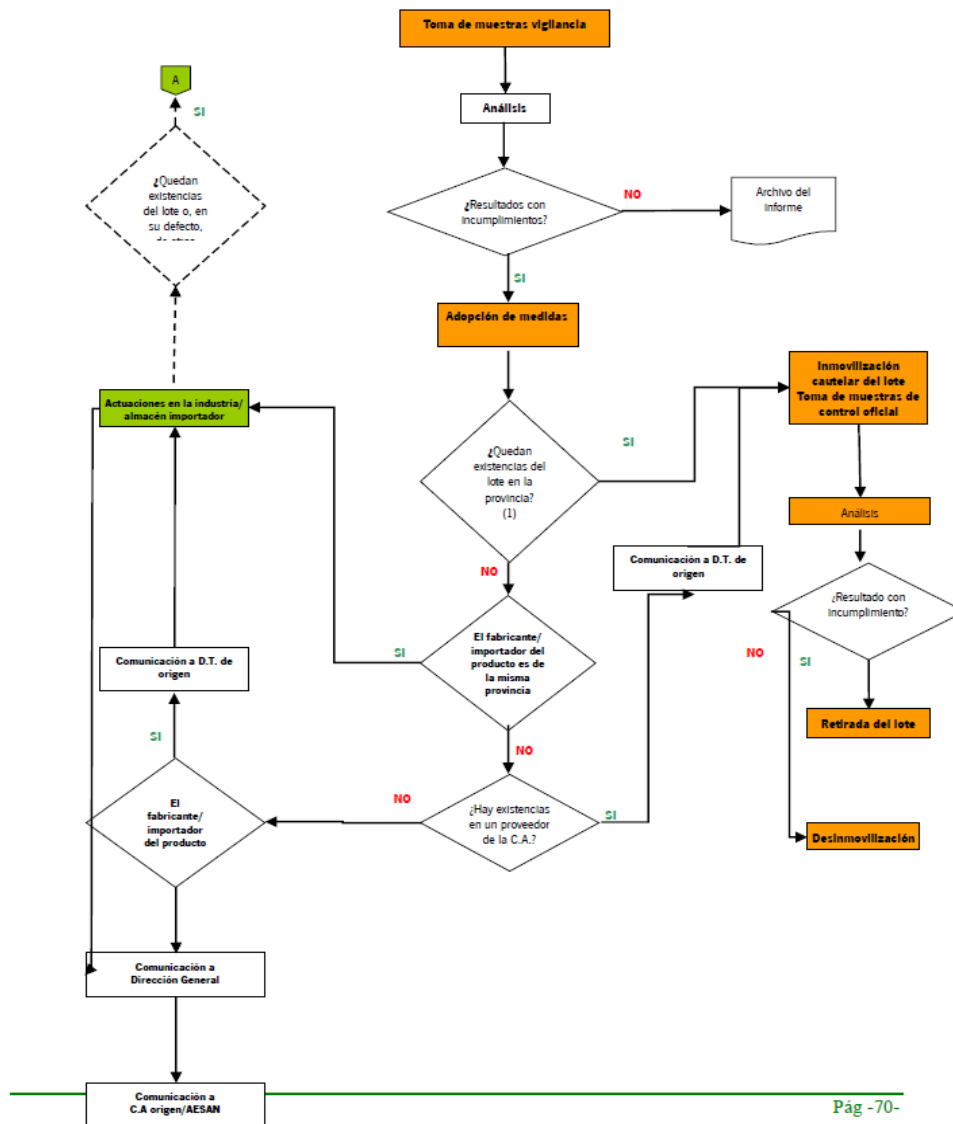 Toma de muestras vigilancia
A
SI
Análisis
¿Quedan
existencias
del lote o, en
su defecto,
¿Resultados con
incumplimientos?
NO
Archivo del
informe
SI
Adopción de medidas
Inmovilización
cautelar del lote
Toma de muestras de
control oficial
Actuaciones en la industria/
almacén importador
¿Quedan
existencias del
lote en la
provincia?
(1)
SI
Análisis
NO
Comunicación a D.T. de
origen
¿Resultado con
incumplimiento?
El fabricante/
importador del
producto es de
la misma
provincia
SI
Comunicación a D.T. de
origen
NO
SI
Retirada del lote
SI
NO
El
fabricante/
importador
del producto
NO
¿Hay existencias
en un proveedor
de la C.A.?
SI
Desinmovilización
Comunicación a
Dirección General
Comunicación a
C.A origen/AESAN
Pág -70-